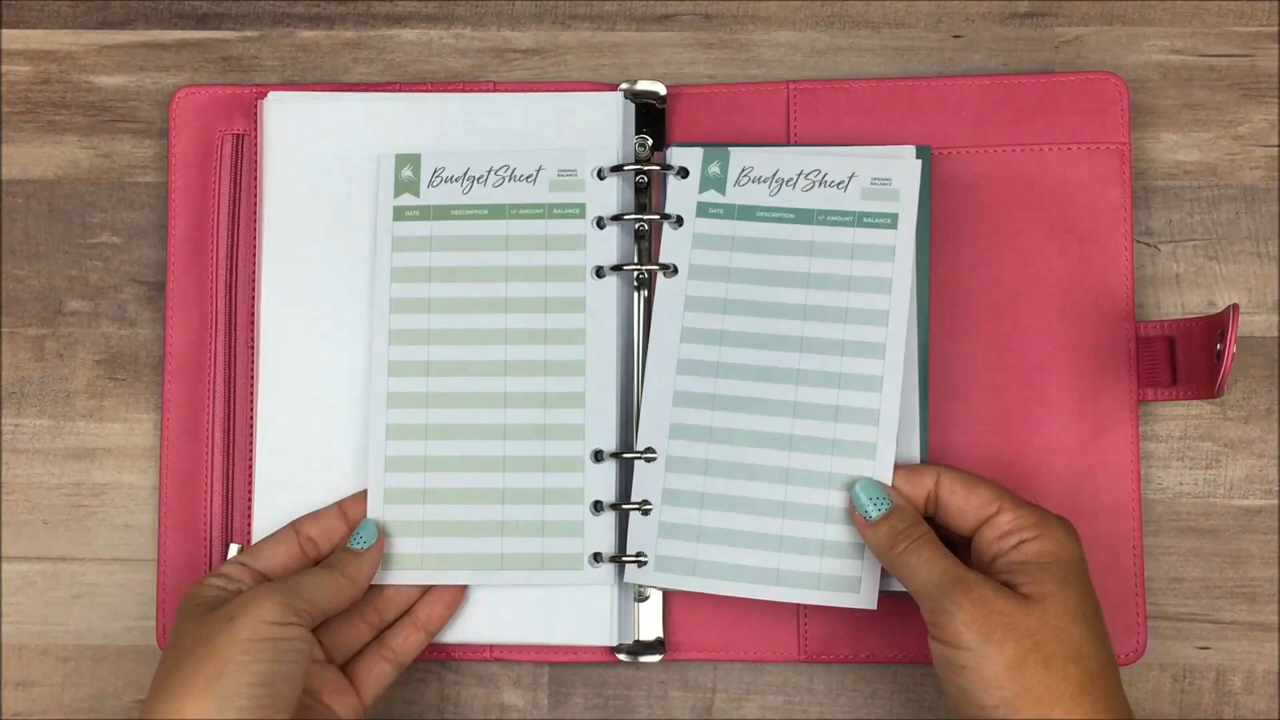 Budget Sheet
OPENING
BALANCE
DATE DESCRIPTION +/- AMOUNT BALANCE
Budget Sheet
OPENING
BALANCE
DATE DESCRIPTION +/- AMOUNT BALANCE